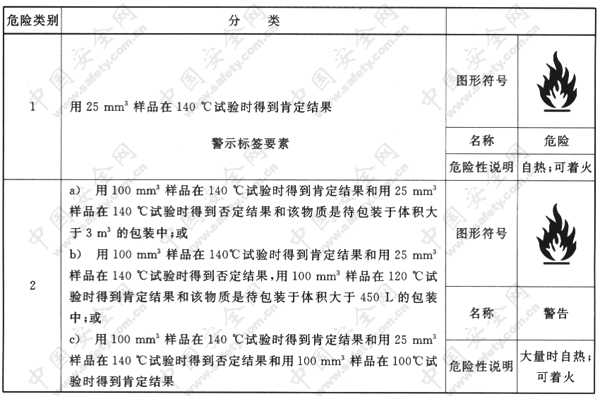 危险类别
分 类
1
用 25 mm³ 样品在 140 ℃试验时得到肯定结果
警示标签要素
图形符号
名称
危险
危险性说明
自热;可着火
2
a) 用 100 mm³ 样品在 140 ℃试验时得到肯定结果和用 25 mm³
样品在 140 ℃试验时得到否定结果和该物质是待包装于体积大
于 3 m³ 的包装中;或
b) 用 100 mm³ 样品在 140℃试验时得到肯定结果和用 25 mm³
样品在 140 ℃试验时得到否定结果,用 100 mm³ 样品在 120 ℃试
验时得到肯定结果和该物质是待包装于体积大于 450 L 的包装
中;或
c) 用 100 mm³ 样品在 140 ℃试验时得到肯定结果和用 25 mm³
样品在 140 ℃试验时得到否定结果和用 100 mm³ 样品在 100℃试
验时得到肯定结果
图形符号
名称
警告
危险性说明
大量时自热;
可着火
中国安全网
www.safety.com.cn